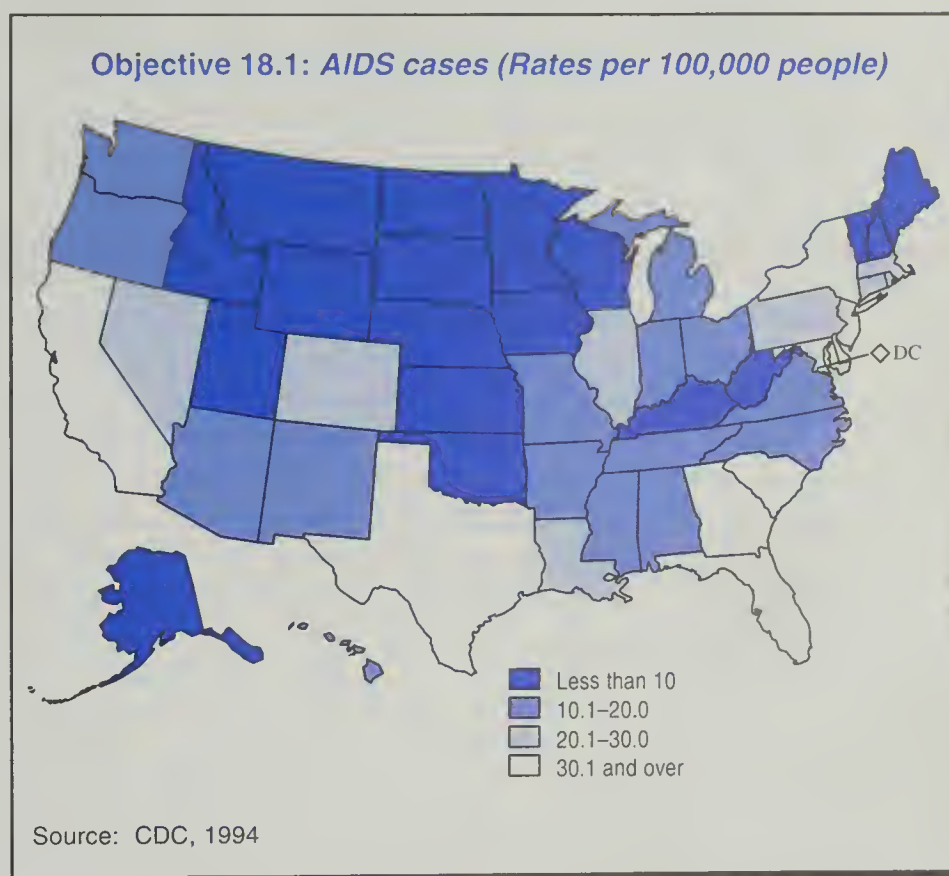 Objective 18.1: AIDS cases (Rates per 100,000 people)
DC
Less than 10
10.1–20.0
20.1–30.0
30.1 and over
Source: CDC, 1994